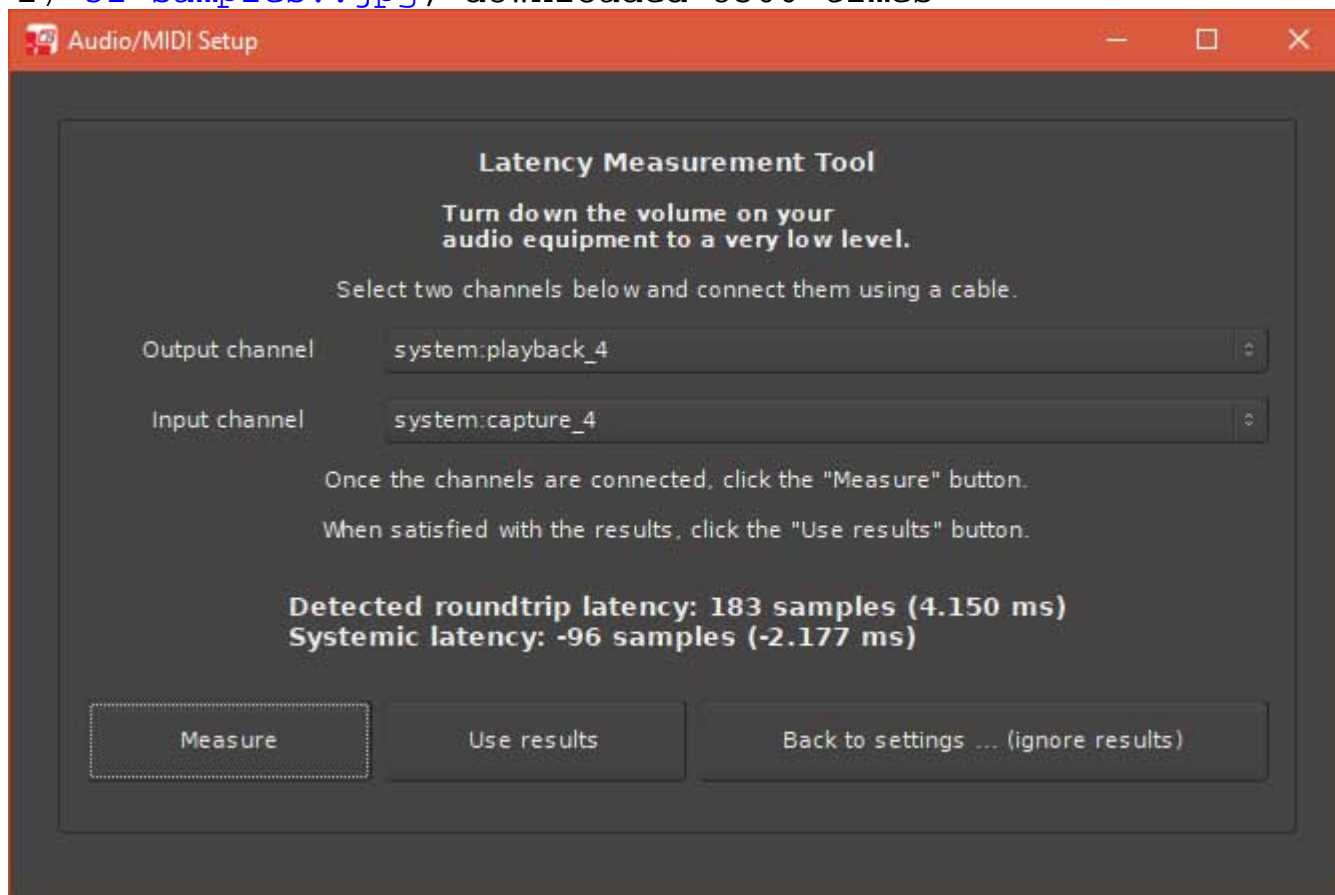 Audio/MIDI Setup
Latency Measurement Tool
Turn down the volume on your
audio equipment to a very low level.
Select two channels below and connect them using a cable.
Output channel system:playback_4
Input channel system:capture_4
Once the channels are connected, click the "Measure" button.
When satisfied with the results, click the "Use results" button.
Detected roundtrip latency: 183 samples (4.150 ms)
Systemic latency: -96 samples (-2.177 ms)
Measure Use results Back to settings ... (ignore results)